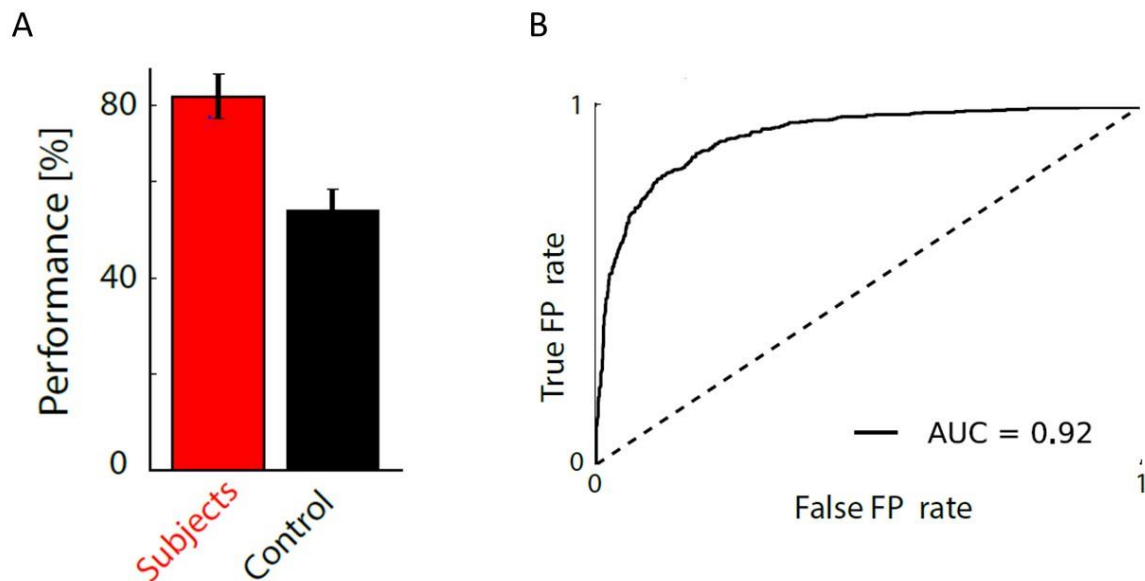 A
B
Performance [%]
80
40
0
Subjects
Control
True FP rate
1
0
AUC = 0.92
0
1
False FP rate